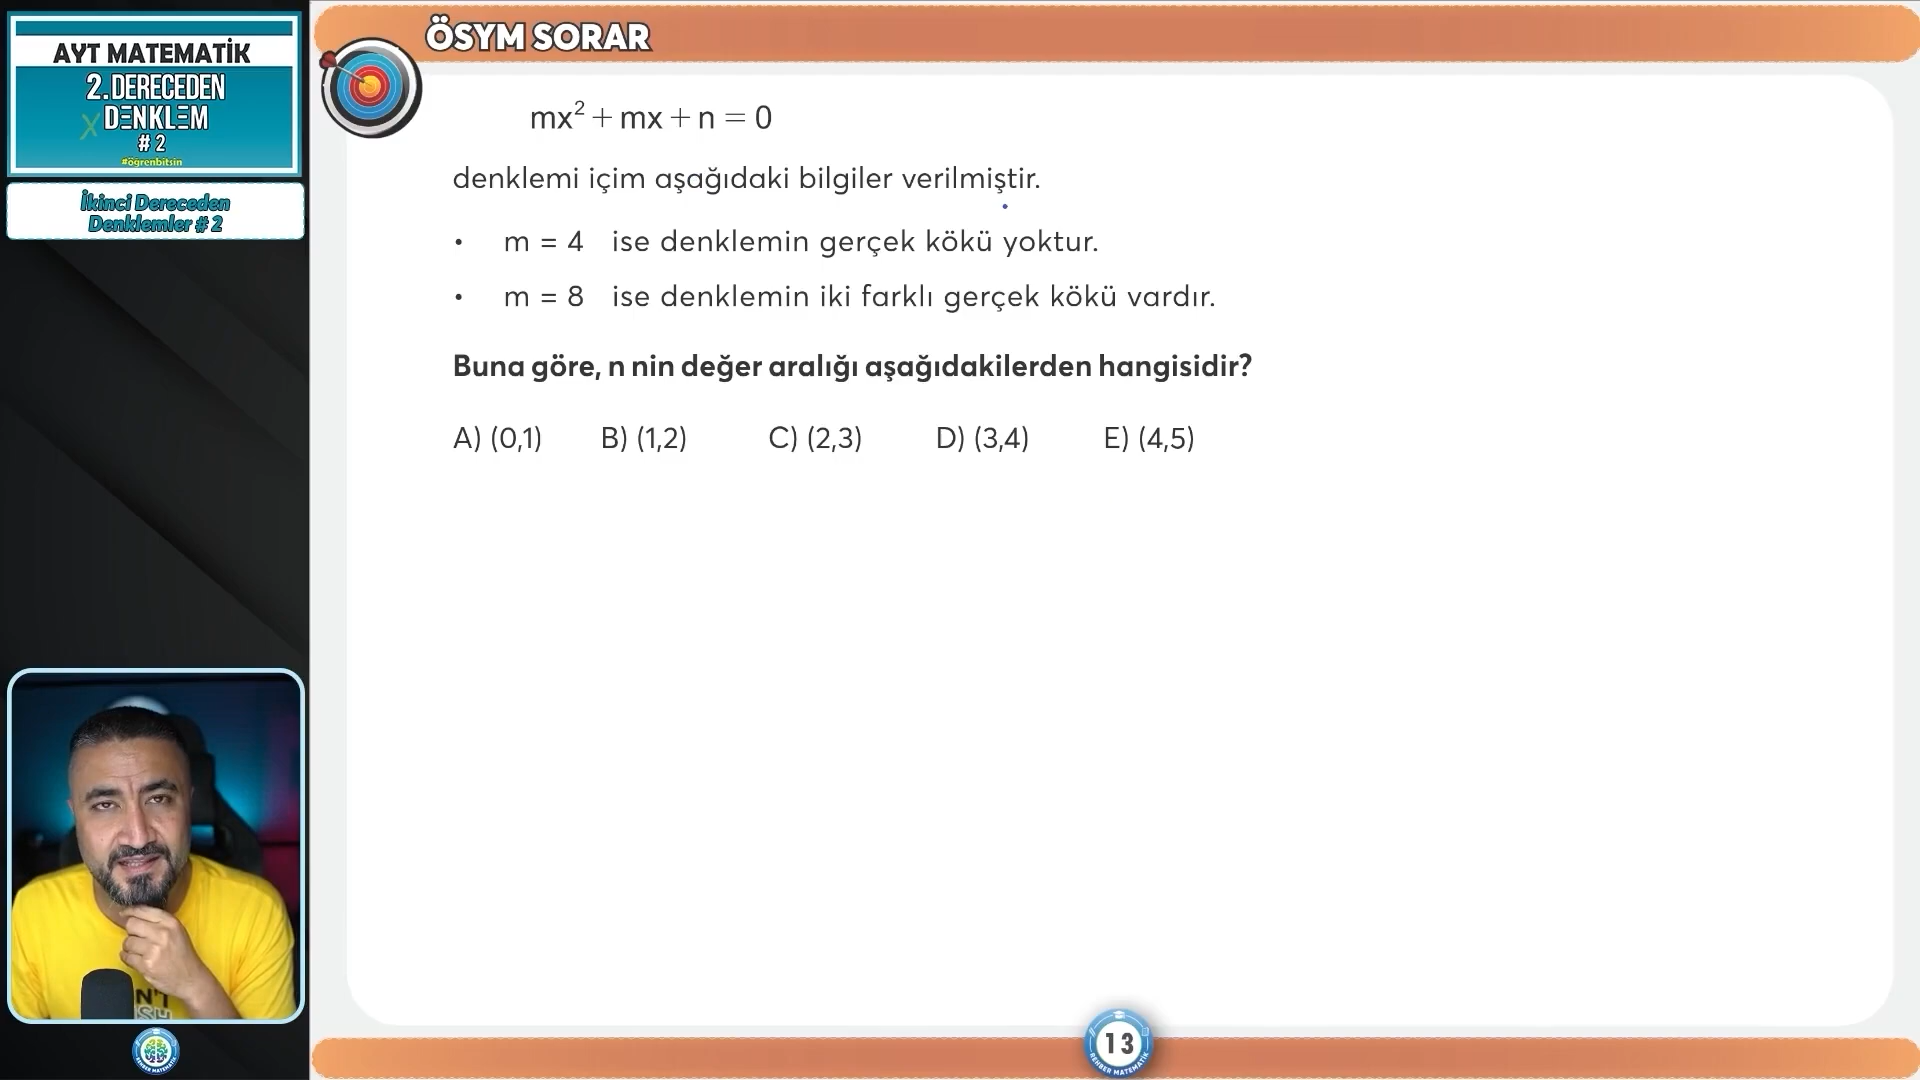 AYT MATEMATİK
2.DERECEDEN
DENKLEM
# 2
#öğrenbitsin
İkinci Dereceden
Denklemler # 2
ÖSYM SORAR
mx² + mx + n = 0
denklemi içim aşağıdaki bilgiler verilmiştir.
• m = 4 ise denklemin gerçek kökü yoktur.
• m = 8 ise denklemin iki farklı gerçek kökü vardır.
Buna göre, n nin değer aralığı aşağıdakilerden hangisidir?
A) (0,1) B) (1,2) C) (2,3) D) (3,4) E) (4,5)
N'T
13
REHBER MATEMATİK